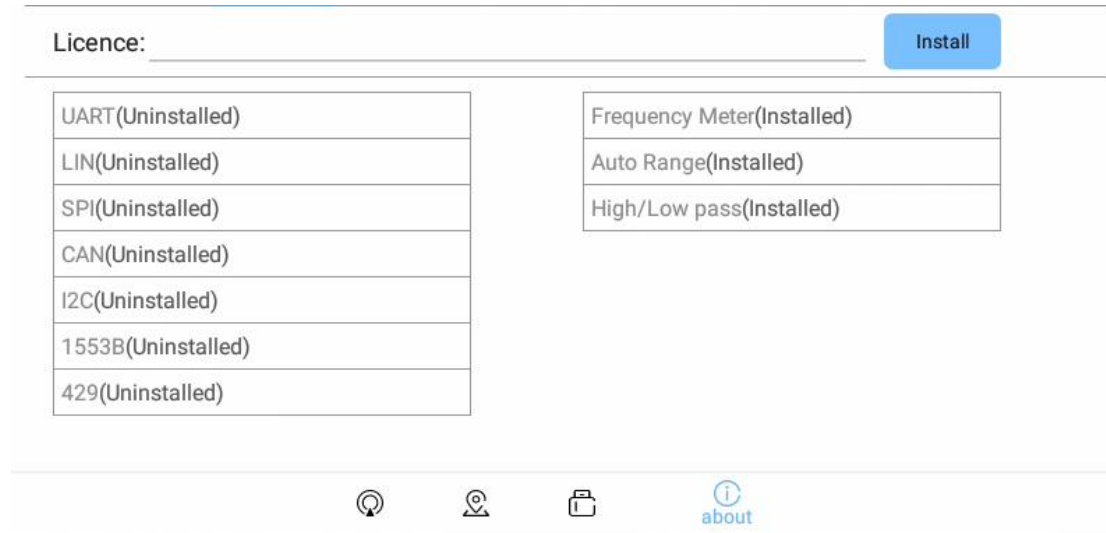 Licence:
Install
UART(Uninstalled)
LIN(Uninstalled)
SPI(Uninstalled)
CAN(Uninstalled)
I2C(Uninstalled)
1553B(Uninstalled)
429(Uninstalled)
Frequency Meter(Installed)
Auto Range(Installed)
High/Low pass(Installed)
about